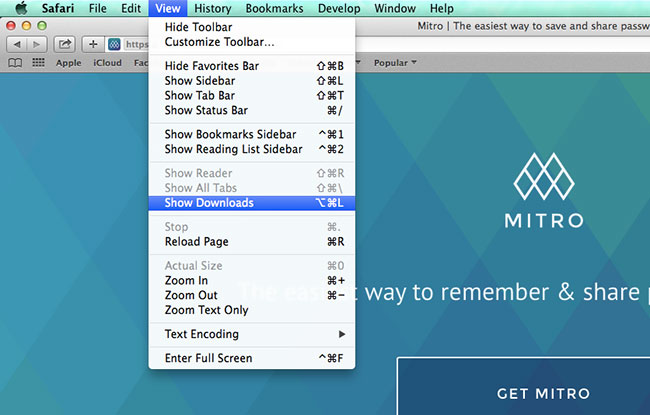 Safari File Edit View History Bookmarks Develop Window Help
Mitro | The easiest way to save and share passw
https
Apple iCloud Fac Popular
Hide Toolbar
Customize Toolbar...
Hide Favorites Bar ⇧⌘B
Show Sidebar ⇧⌘L
Show Tab Bar ⇧⌘T
Show Status Bar ⌘/
Show Bookmarks Sidebar ^⌘1
Show Reading List Sidebar ^⌘2
Show Reader ⇧⌘R
Show All Tabs ⇧⌘\
Show Downloads ⌥⌘L
Stop ⌘.
Reload Page ⌘R
Actual Size ⌘0
Zoom In ⌘+
Zoom Out ⌘−
Zoom Text Only
Text Encoding
Enter Full Screen ^⌘F
MITRO
The easiest way to remember & share p
GET MITRO